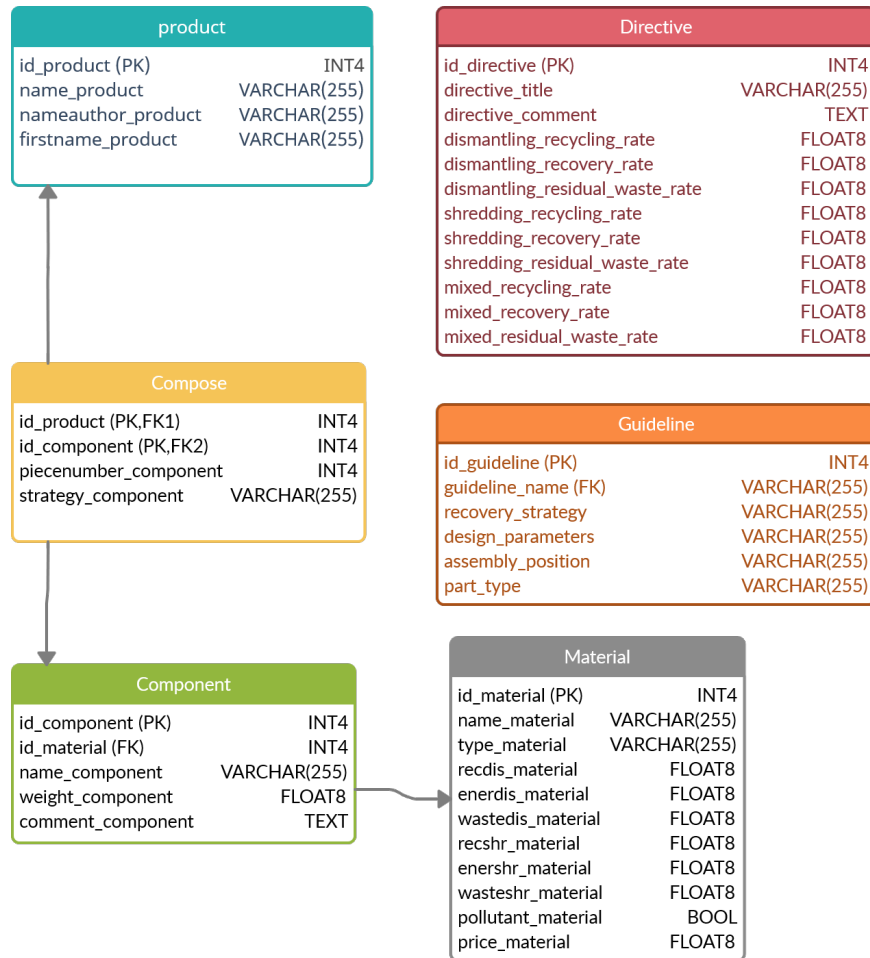 product
id_product (PK) INT4
name_product VARCHAR(255)
nameauthor_product VARCHAR(255)
firstname_product VARCHAR(255)
Directive
id_directive (PK) INT4
directive_title VARCHAR(255)
directive_comment TEXT
dismantling_recycling_rate FLOAT8
dismantling_recovery_rate FLOAT8
dismantling_residual_waste_rate FLOAT8
shredding_recycling_rate FLOAT8
shredding_recovery_rate FLOAT8
shredding_residual_waste_rate FLOAT8
mixed_recycling_rate FLOAT8
mixed_recovery_rate FLOAT8
mixed_residual_waste_rate FLOAT8
Compose
id_product (PK,FK1) INT4
id_component (PK,FK2) INT4
piecenumber_component INT4
strategy_component VARCHAR(255)
Guideline
id_guideline (PK) INT4
guideline_name (FK) VARCHAR(255)
recovery_strategy VARCHAR(255)
design_parameters VARCHAR(255)
assembly_position VARCHAR(255)
part_type VARCHAR(255)
Component
id_component (PK) INT4
id_material (FK) INT4
name_component VARCHAR(255)
weight_component FLOAT8
comment_component TEXT
Material
id_material (PK) INT4
name_material VARCHAR(255)
type_material VARCHAR(255)
recdis_material FLOAT8
enerdis_material FLOAT8
wastedis_material FLOAT8
recshr_material FLOAT8
enershr_material FLOAT8
wasteshr_material FLOAT8
pollutant_material BOOL
price_material FLOAT8